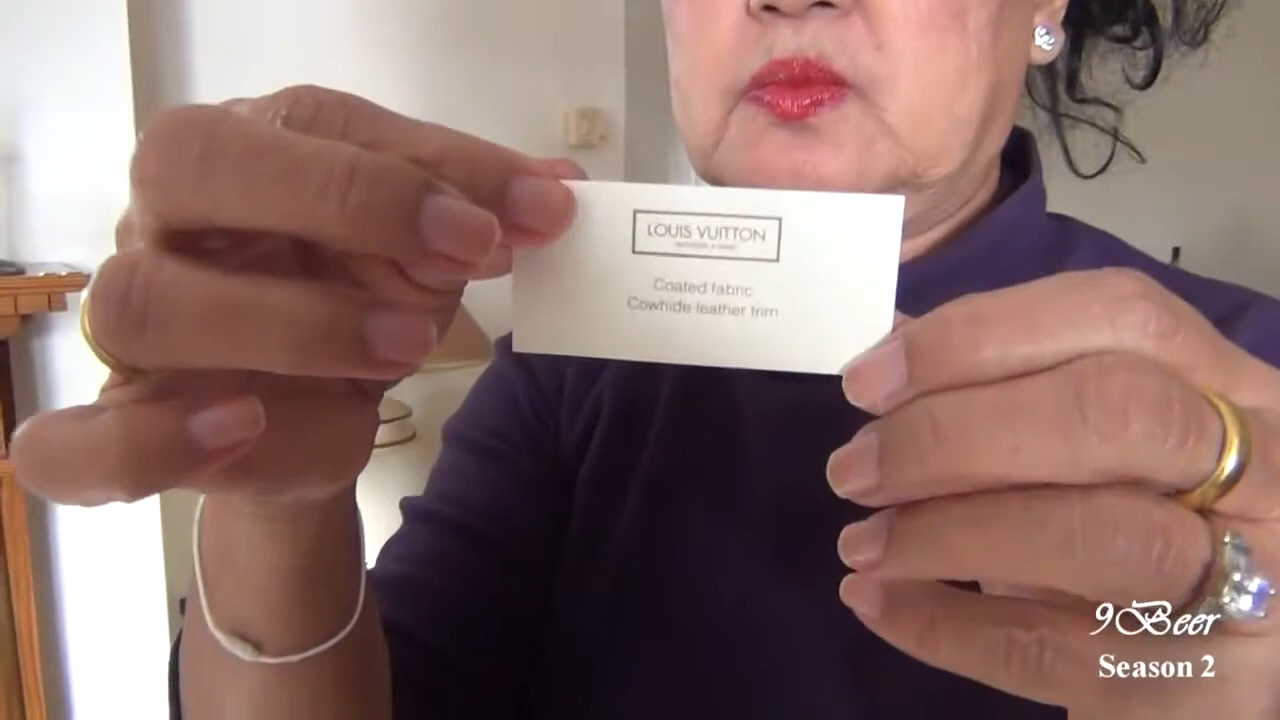 LOUIS VUITTON
Coated fabric
Cowhide leather trim
9Beer
Season 2